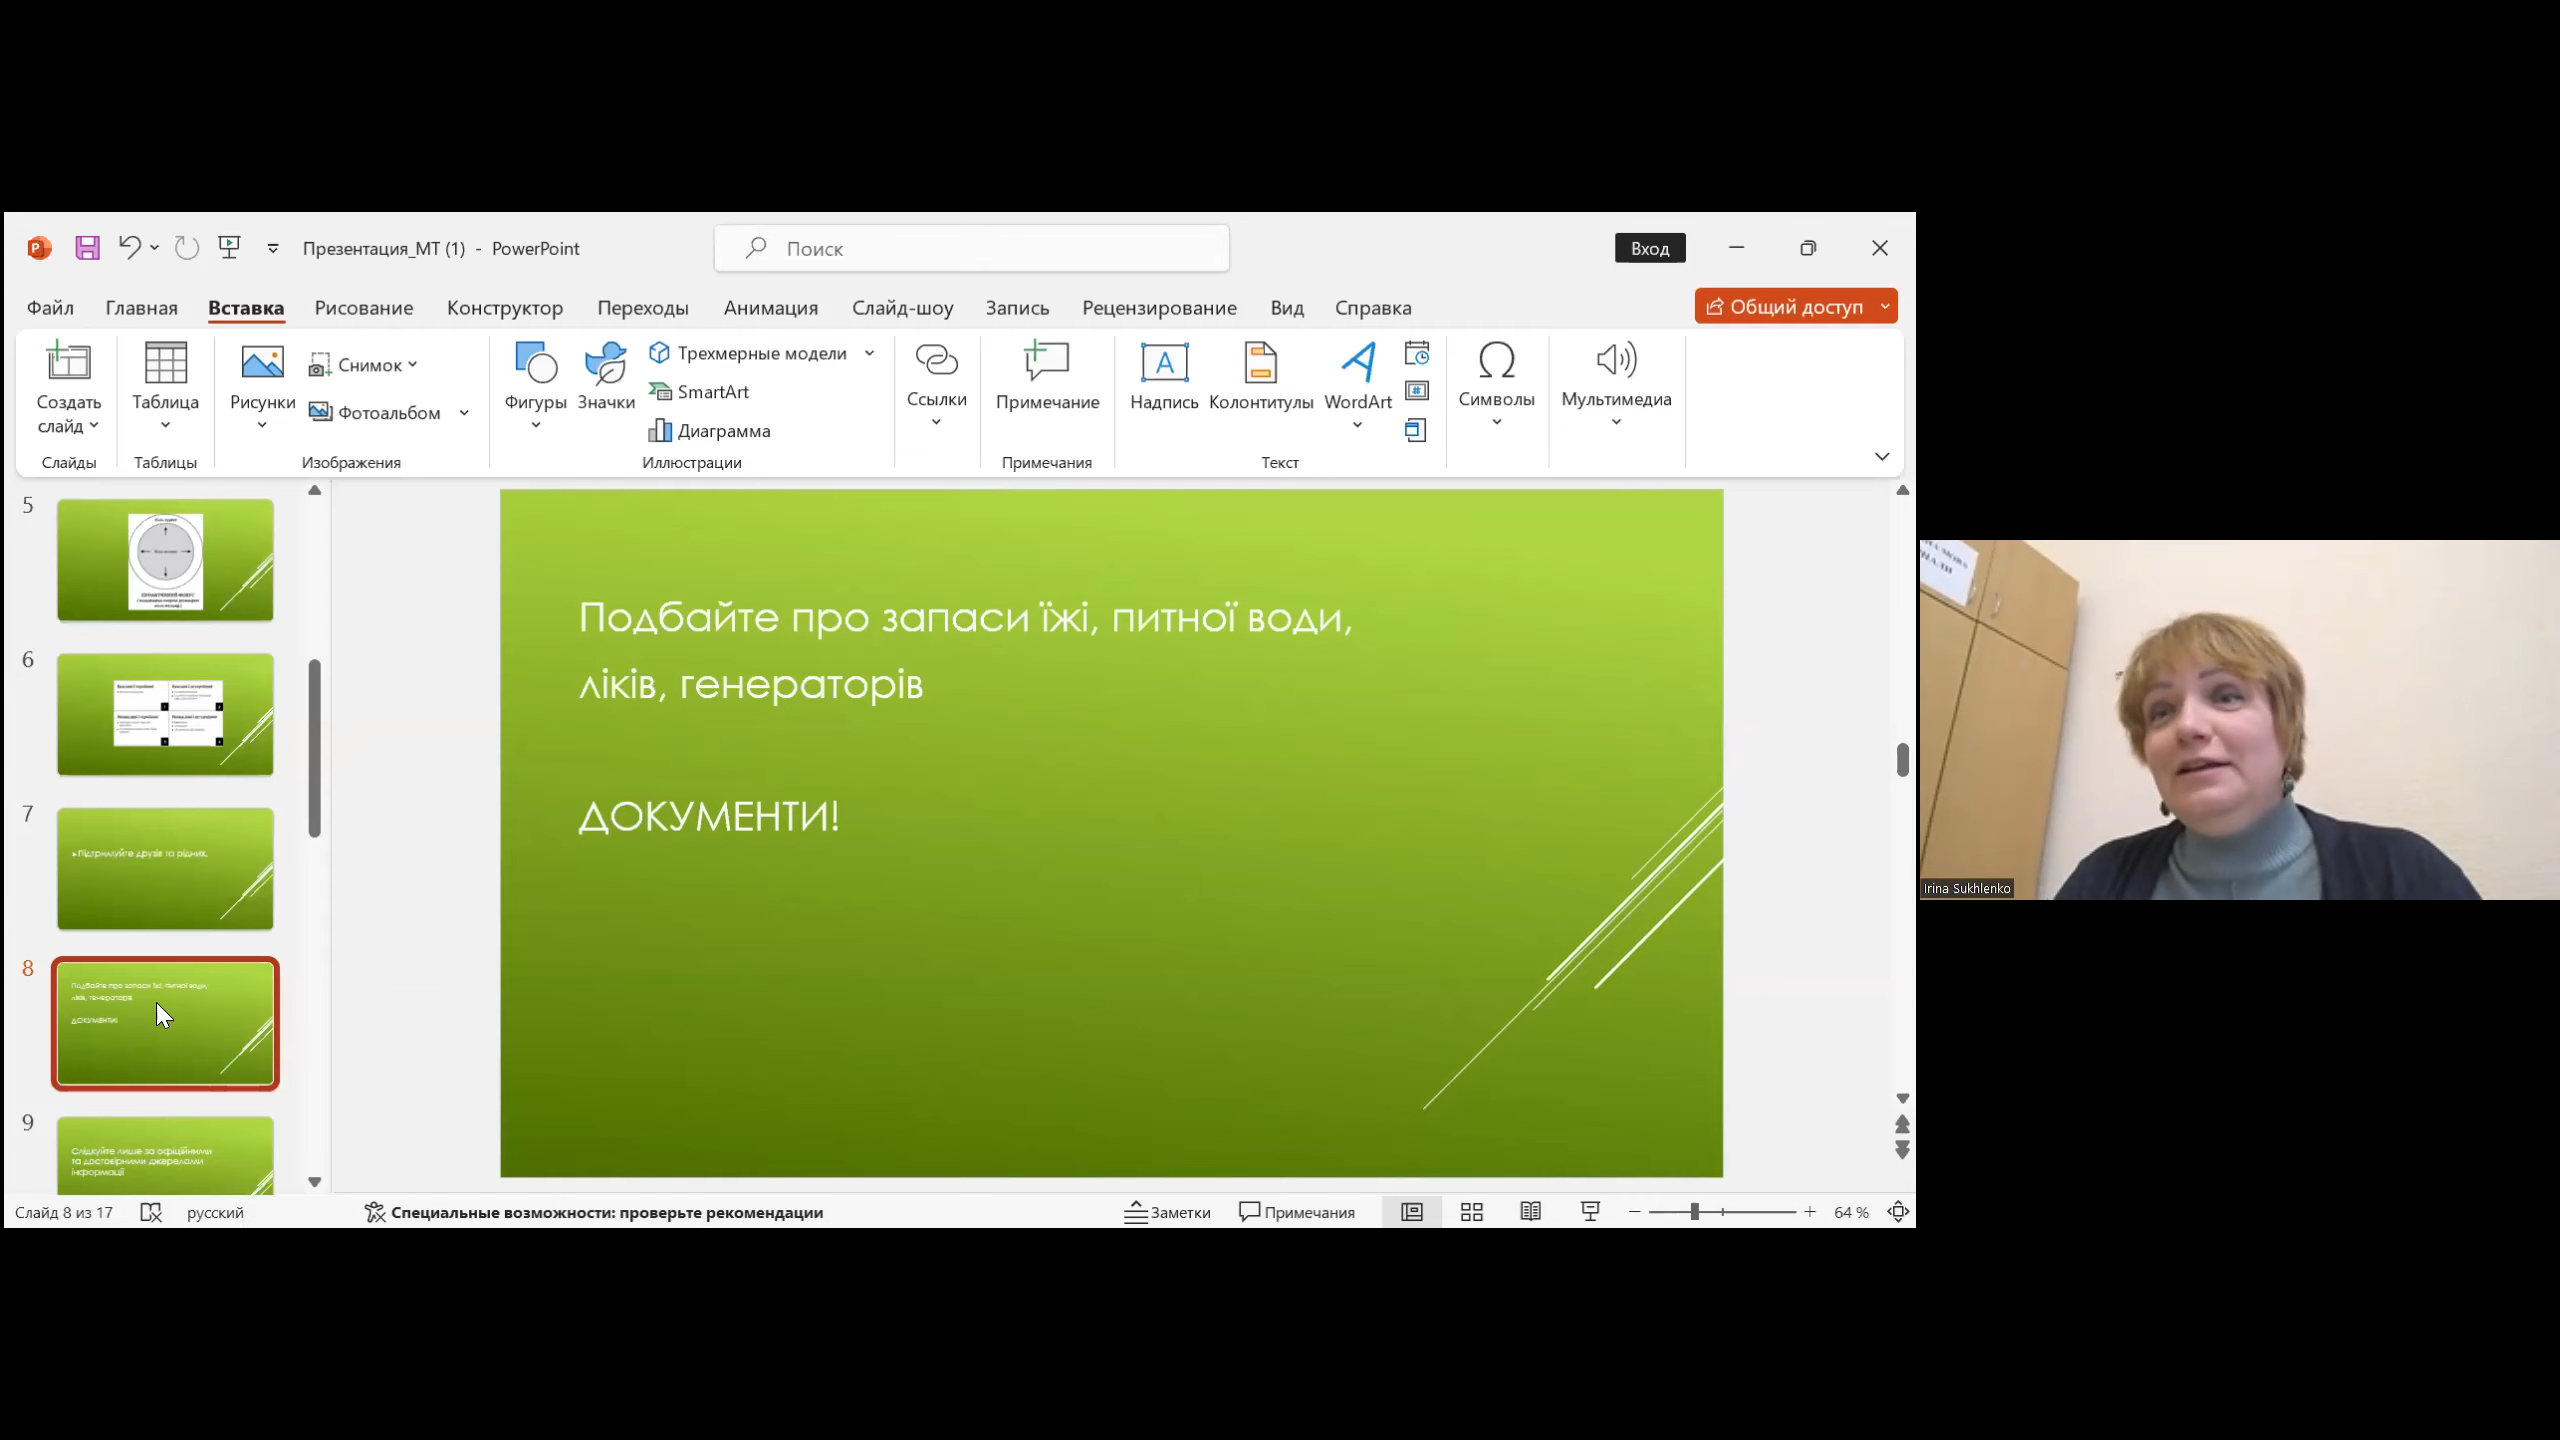 Презентация_МТ (1) - PowerPoint
Поиск
Вход
Файл Главная Вставка Рисование Конструктор Переходы Анимация Слайд-шоу Запись Рецензирование Вид Справка
Общий доступ
Создать слайд
Слайды
Таблица
Таблицы
Рисунки
Снимок
Фотоальбом
Изображения
Фигуры
Значки
Трехмерные модели
SmartArt
Диаграмма
Иллюстрации
Ссылки
Примечание
Примечания
Надпись
Колонтитулы
WordArt
Текст
Символы
Мультимедиа
5
6
7
Підтримуйте друзів та рідних.
8
Подбайте про запаси їжі, питної води,
ліків, генераторів
ДОКУМЕНТИ!
9
Слідкуйте лише за офіційними
та достовірними джерелами
інформації
Подбайте про запаси їжі, питної води,
ліків, генераторів
ДОКУМЕНТИ!
Irina Sukhlenko
Слайд 8 из 17
русский
Специальные возможности: проверьте рекомендации
Заметки
Примечания
64 %